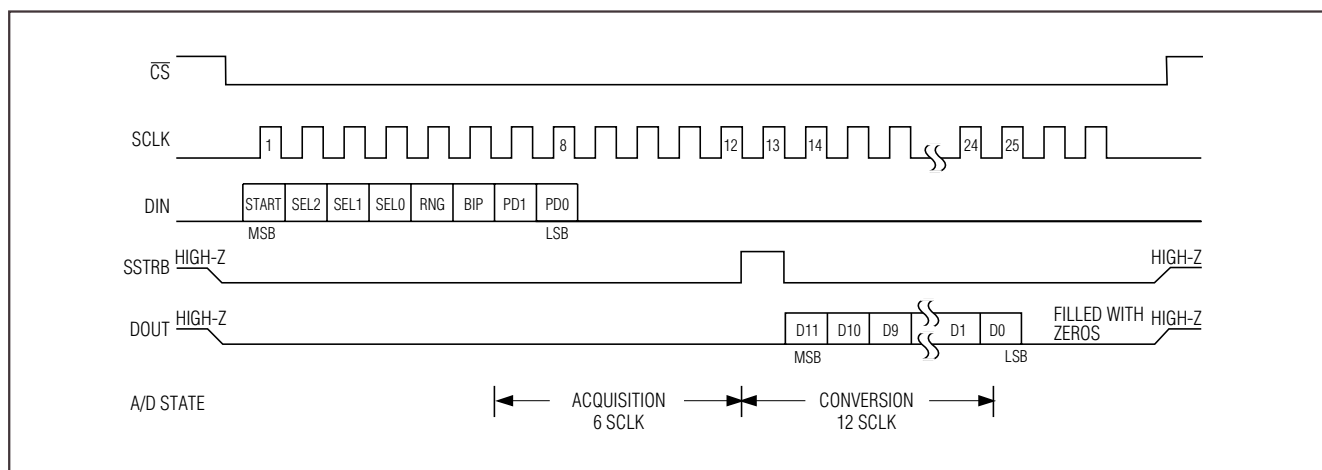 CS
SCLK 1 8 12 13 14 24 25
DIN START SEL2 SEL1 SEL0 RNG BIP PD1 PD0
MSB LSB
SSTRB HIGH-Z HIGH-Z
DOUT HIGH-Z D11 D10 D9 D1 D0 FILLED WITH ZEROS HIGH-Z
MSB LSB
A/D STATE ACQUISITION 6 SCLK CONVERSION 12 SCLK